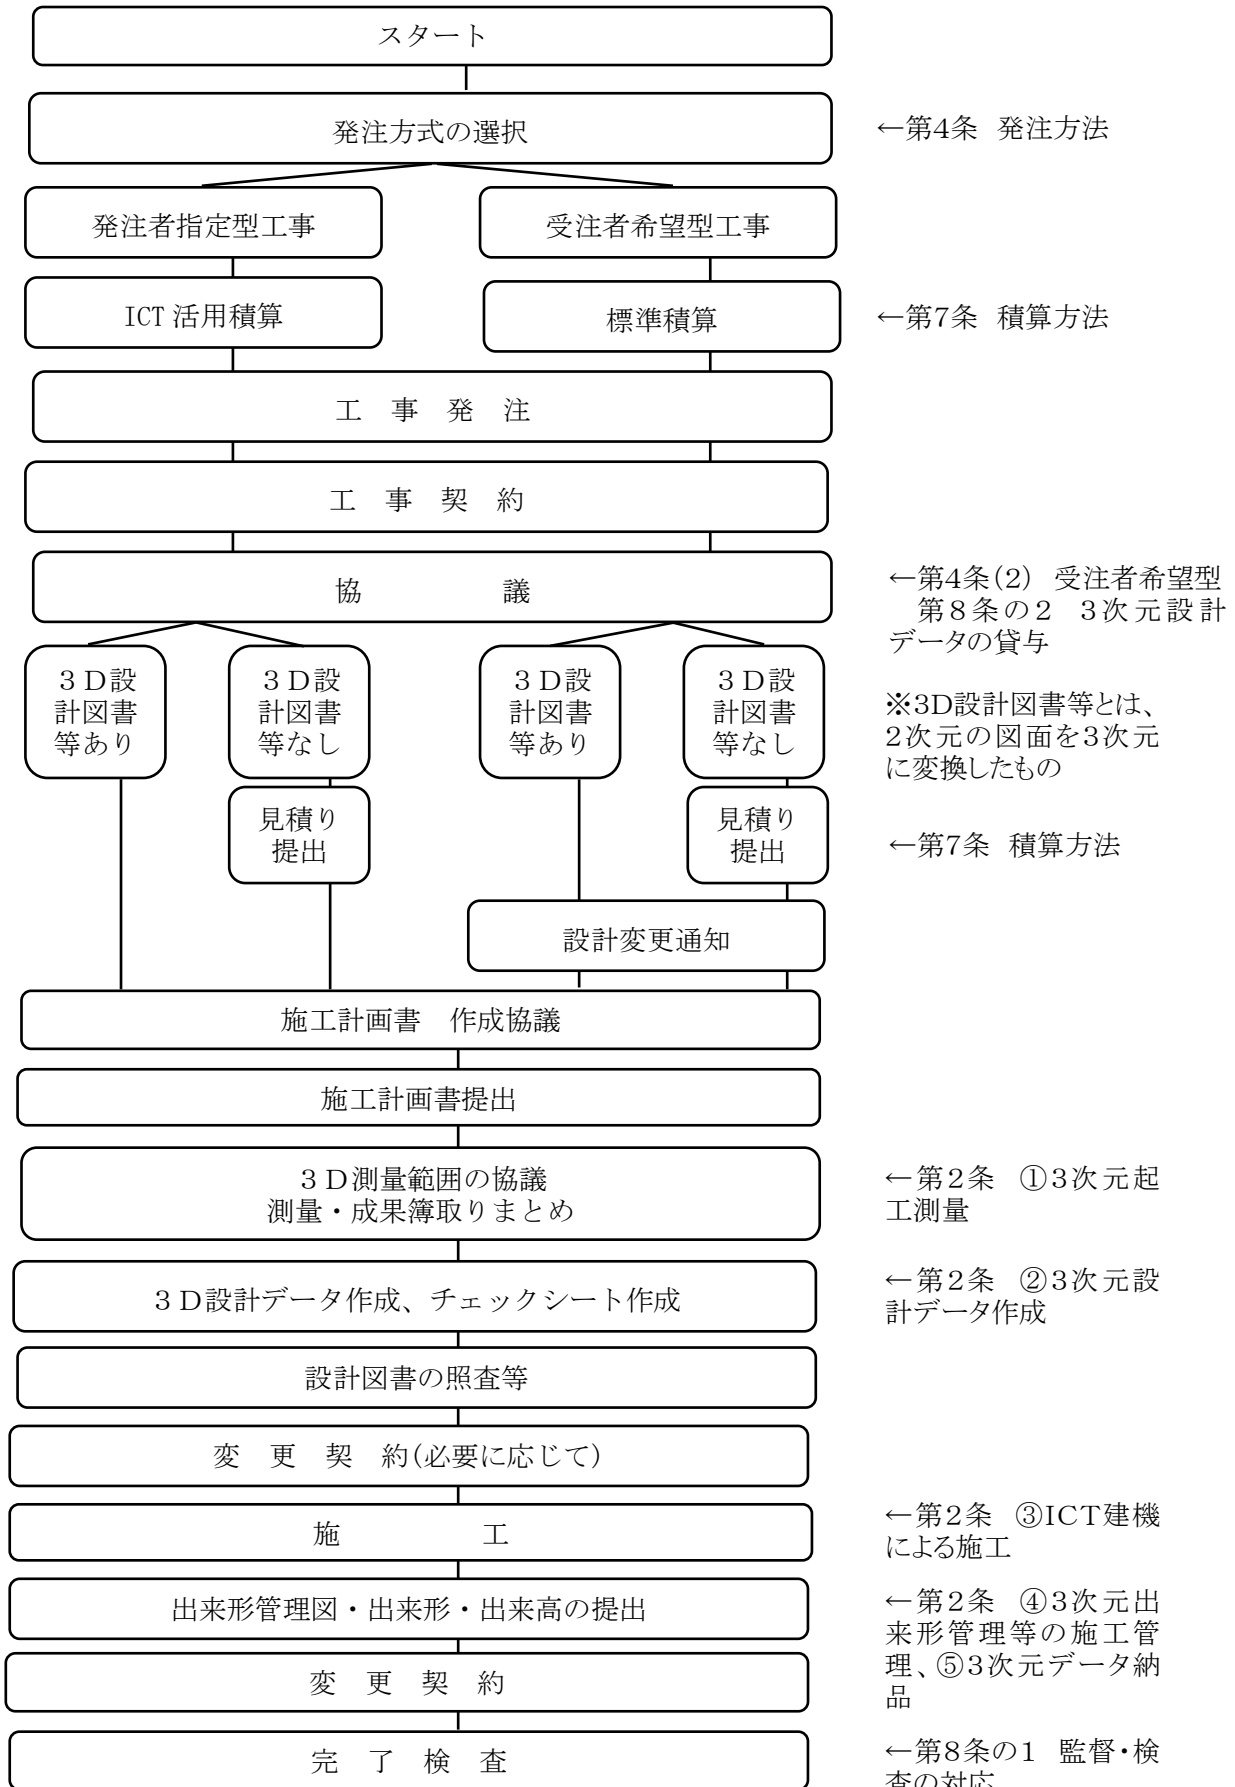 スタート
発注方式の選択
←第4条 発注方法
発注者指定型工事
受注者希望型工事
ICT 活用積算
標準積算
←第7条 積算方法
工　事　発　注
工　事　契　約
協　　　　　議
←第4条(2) 受注者希望型
第8条の2 3次元設計
データの貸与
3D設
計図書
等あり
3D設
計図書
等なし
3D設
計図書
等あり
3D設
計図書
等なし
※3D設計図書等とは、
2次元の図面を3次元
に変換したもの
見積り
提出
見積り
提出
←第7条 積算方法
設計変更通知
施工計画書　作成協議
施工計画書提出
3D測量範囲の協議
測量・成果簿取りまとめ
←第2条 ①3次元起
工測量
3D設計データ作成、チェックシート作成
←第2条 ②3次元設
計データ作成
設計図書の照査等
変　更　契　約(必要に応じて)
施　　　　　工
←第2条 ③ICT建機
による施工
出来形管理図・出来形・出来高の提出
←第2条 ④3次元出
来形管理等の施工管
理、⑤3次元データ納
品
変　更　契　約
完　了　検　査
←第8条の1 監督・検
査の対応